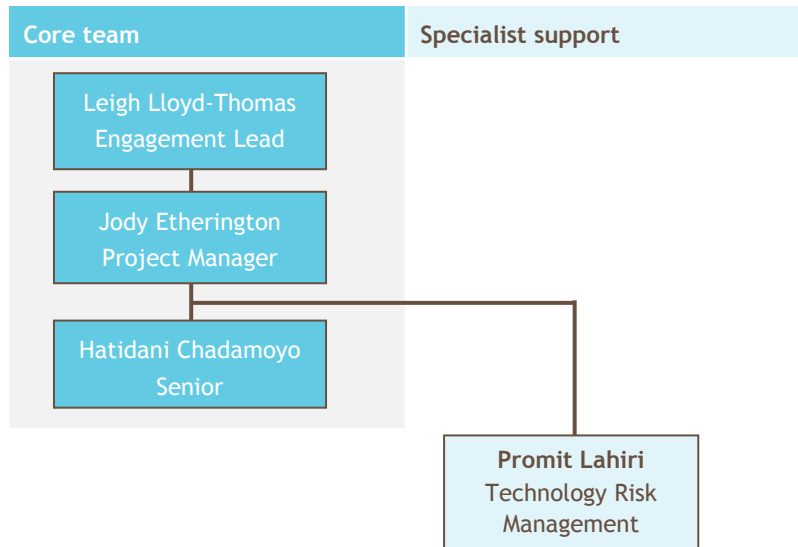 Core team
Specialist support
Leigh Lloyd-Thomas
Engagement Lead
Jody Etherington
Project Manager
Hatidani Chadamoyo
Senior
Promit Lahiri
Technology Risk
Management